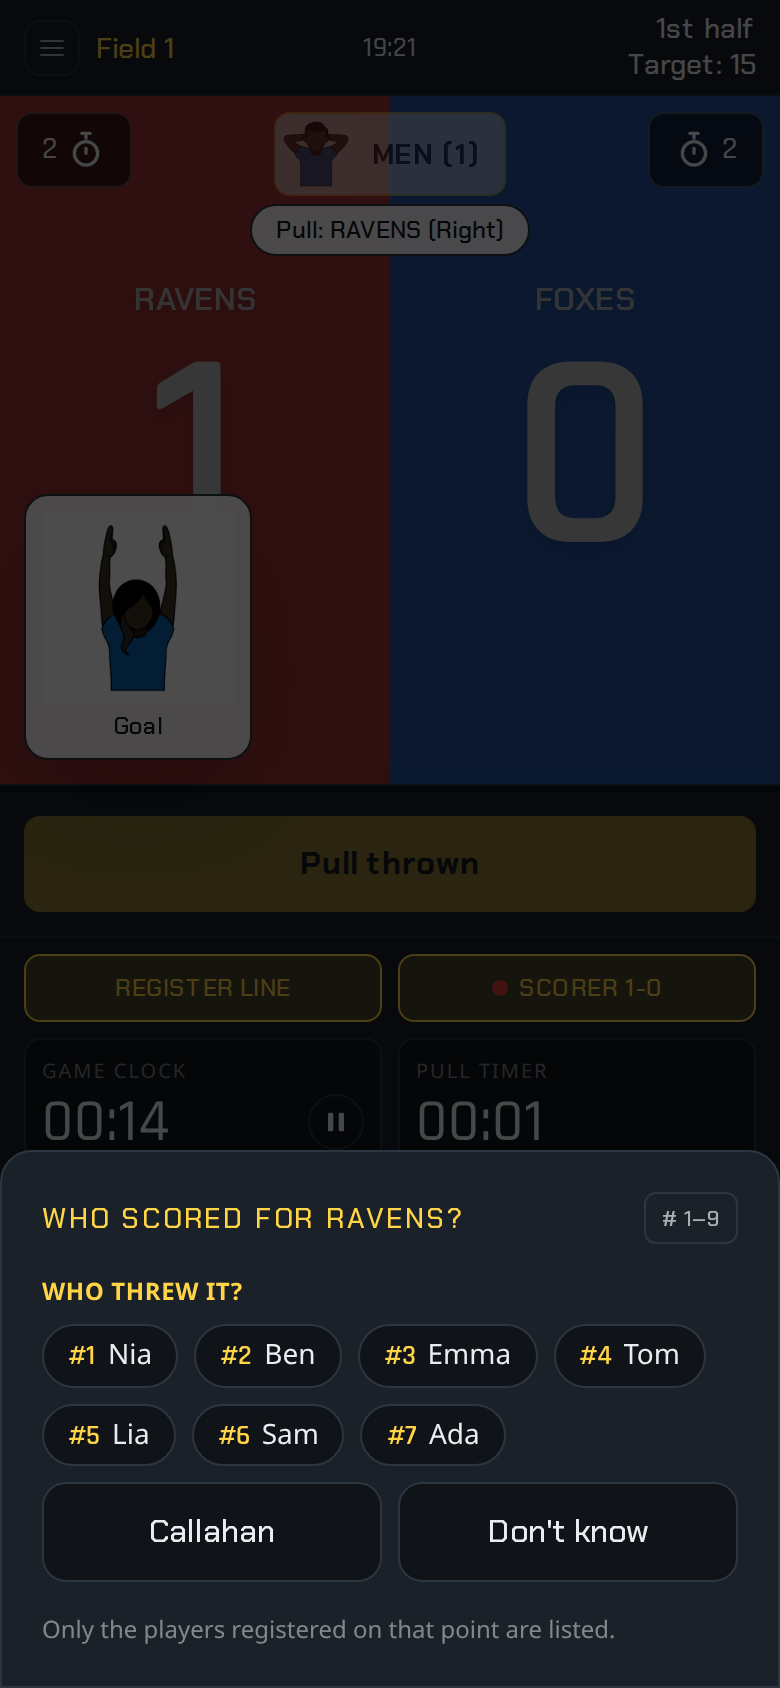 Field 1
19:21
1st half
Target: 15
2
MEN (1)
2
Pull: RAVENS (Right)
RAVENS
FOXES
1
0
Goal
Pull thrown
REGISTER LINE
SCORER 1-0
GAME CLOCK
PULL TIMER
00:14
00:01
WHO SCORED FOR RAVENS?
# 1–9
WHO THREW IT?
#1 Nia
#2 Ben
#3 Emma
#4 Tom
#5 Lia
#6 Sam
#7 Ada
Callahan
Don't know
Only the players registered on that point are listed.